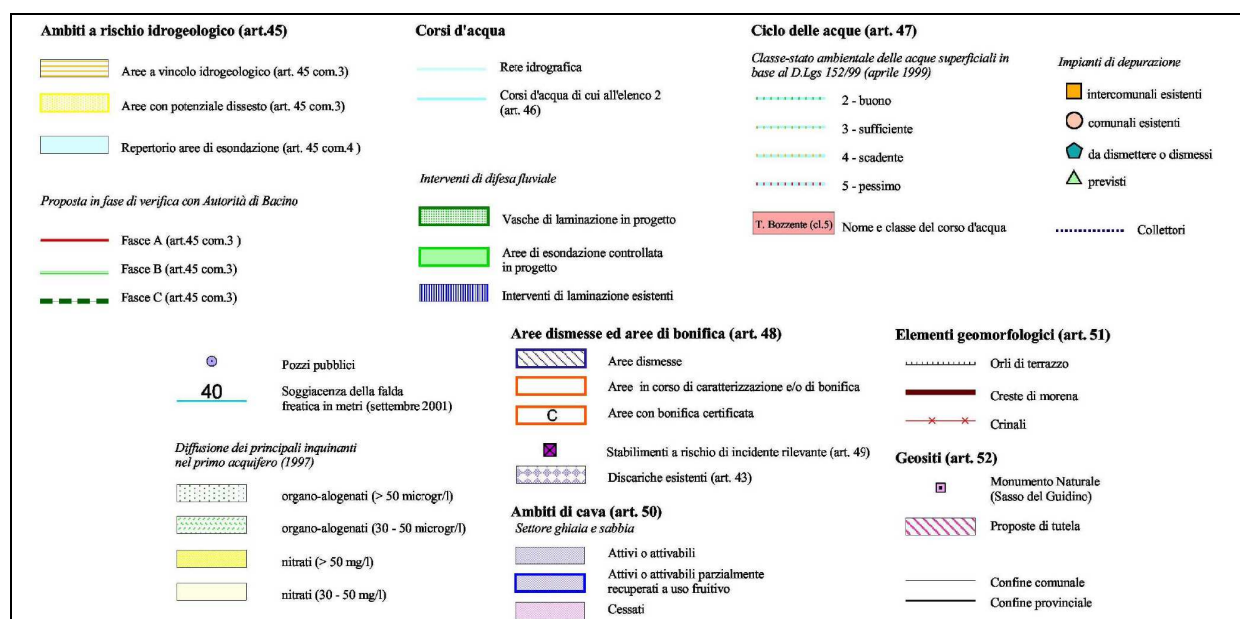 Ambiti a rischio idrogeologico (art.45)
Aree a vincolo idrogeologico (art. 45 com.3)
Aree con potenziale dissesto (art. 45 com.3)
Repertorio aree di esondazione (art. 45 com.4 )
Proposta in fase di verifica con Autorità di Bacino
Fasce A (art.45 com.3 )
Fasce B (art.45 com.3)
Fasce C (art.45 com.3)
Corsi d'acqua
Rete idrografica
Corsi d'acqua di cui all'elenco 2
(art. 46)
Interventi di difesa fluviale
Vasche di laminazione in progetto
Aree di esondazione controllata
in progetto
Interventi di laminazione esistenti
Ciclo delle acque (art. 47)
Classe-stato ambientale delle acque superficiali in
base al D.Lgs 152/99 (aprile 1999)
2 - buono
3 - sufficiente
4 - scadente
5 - pessimo
T. Bozzente (cl.5)
Nome e classe del corso d'acqua
Impianti di depurazione
intercomunali esistenti
comunali esistenti
da dismettere o dismessi
previsti
Collettori
Pozzi pubblici
40
Soggiacenza della falda
freatica in metri (settembre 2001)
Diffusione dei principali inquinanti
nel primo acquifero (1997)
organo-alogenati (> 50 microgr/l)
organo-alogenati (30 - 50 microgr/l)
nitrati (> 50 mg/l)
nitrati (30 - 50 mg/l)
Aree dismesse ed aree di bonifica (art. 48)
Aree dismesse
Aree in corso di caratterizzazione e/o di bonifica
C
Aree con bonifica certificata
Stabilimenti a rischio di incidente rilevante (art. 49)
Discariche esistenti (art. 43)
Ambiti di cava (art. 50)
Settore ghiaia e sabbia
Attivi o attivabili
Attivi o attivabili parzialmente
recuperati a uso fruitivo
Cessati
Elementi geomorfologici (art. 51)
Orli di terrazzo
Creste di morena
Crinali
Geositi (art. 52)
Monumento Naturale
(Sasso del Guidino)
Proposte di tutela
Confine comunale
Confine provinciale